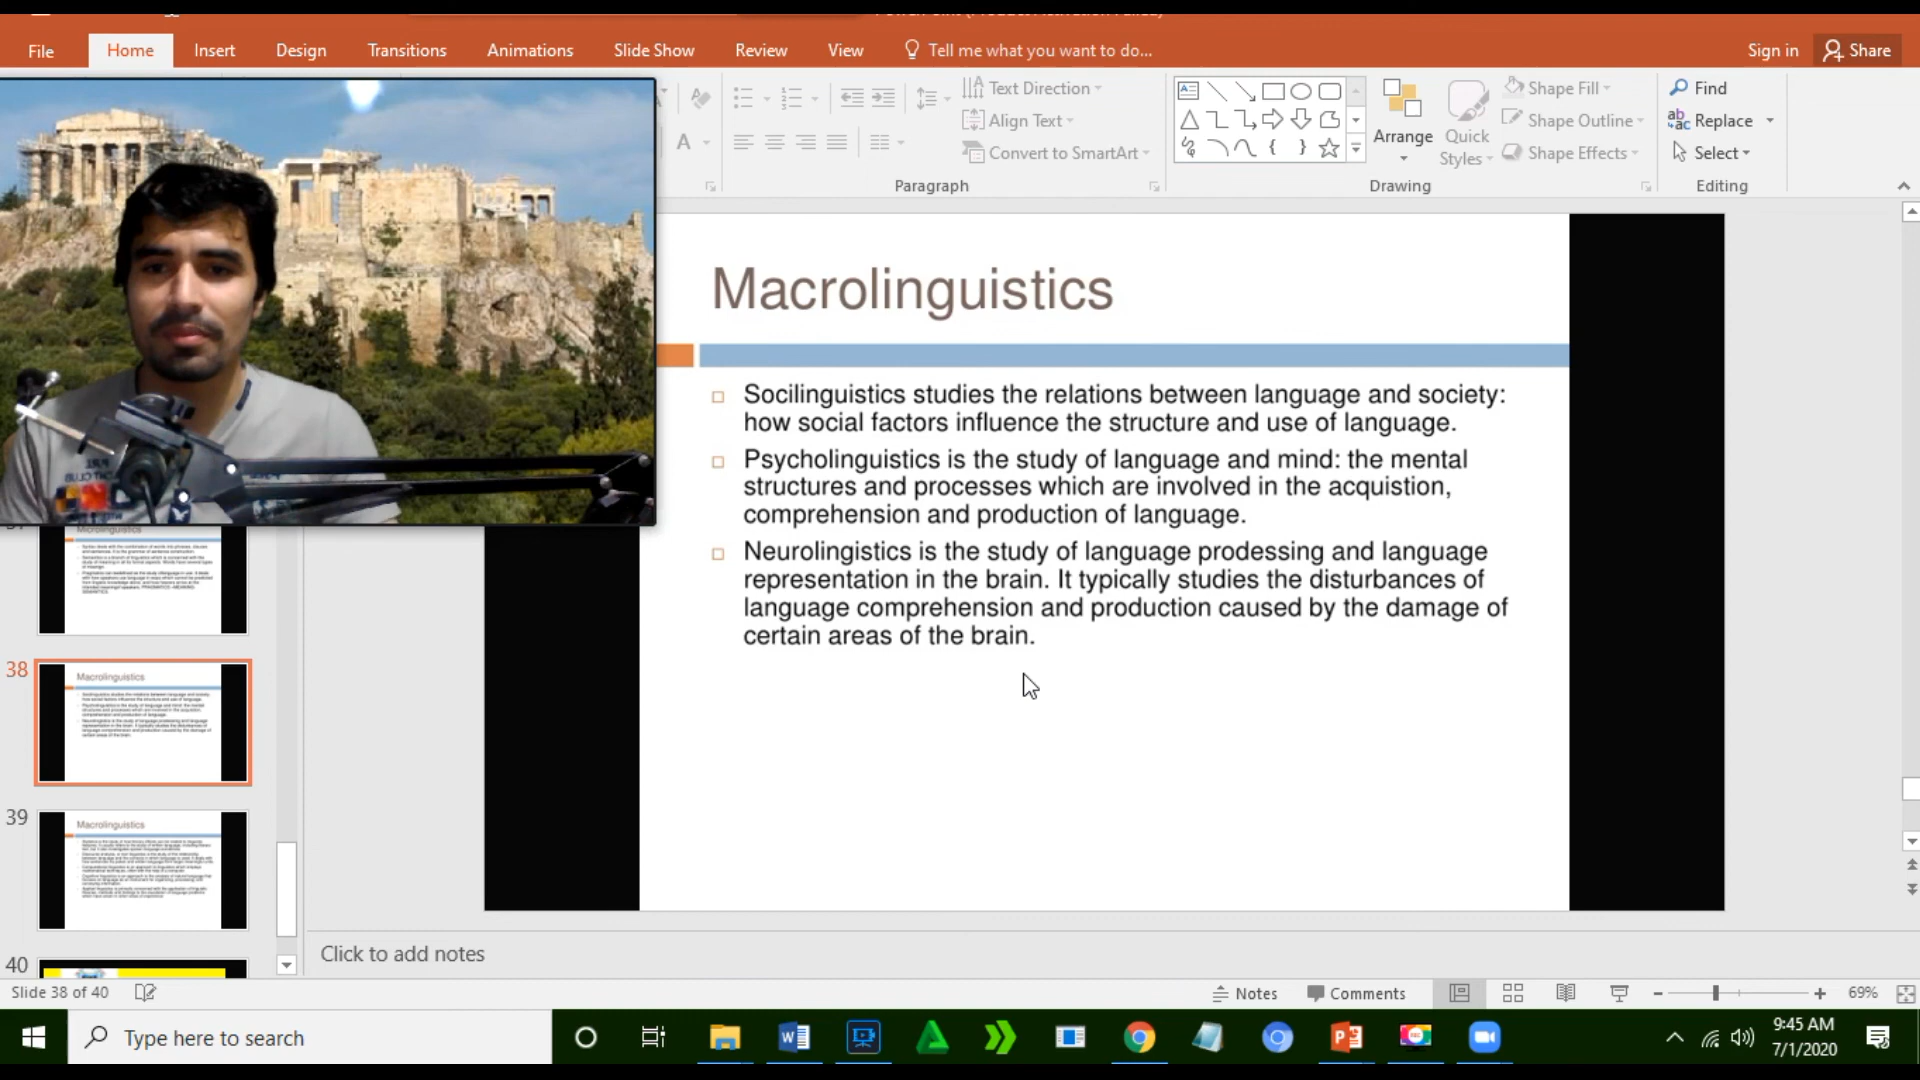 File Home Insert Design Transitions Animations Slide Show Review View Tell me what you want to do... Sign in Share
Text Direction
Align Text
Convert to SmartArt
Paragraph
Arrange
Quick
Styles
Shape Fill
Shape Outline
Shape Effects
Drawing
Find
Replace
Select
Editing
Macrolinguistics
Socilinguistics studies the relations between language and society:
how social factors influence the structure and use of language.
Psycholinguistics is the study of language and mind: the mental
structures and processes which are involved in the acquistion,
comprehension and production of language.
Neurolingistics is the study of language prodessing and language
representation in the brain. It typically studies the disturbances of
language comprehension and production caused by the damage of
certain areas of the brain.
Microlinguistics
38
Macrolinguistics
39
Macrolinguistics
40
Click to add notes
Slide 38 of 40
Notes Comments 69%
Type here to search
9:45 AM
7/1/2020